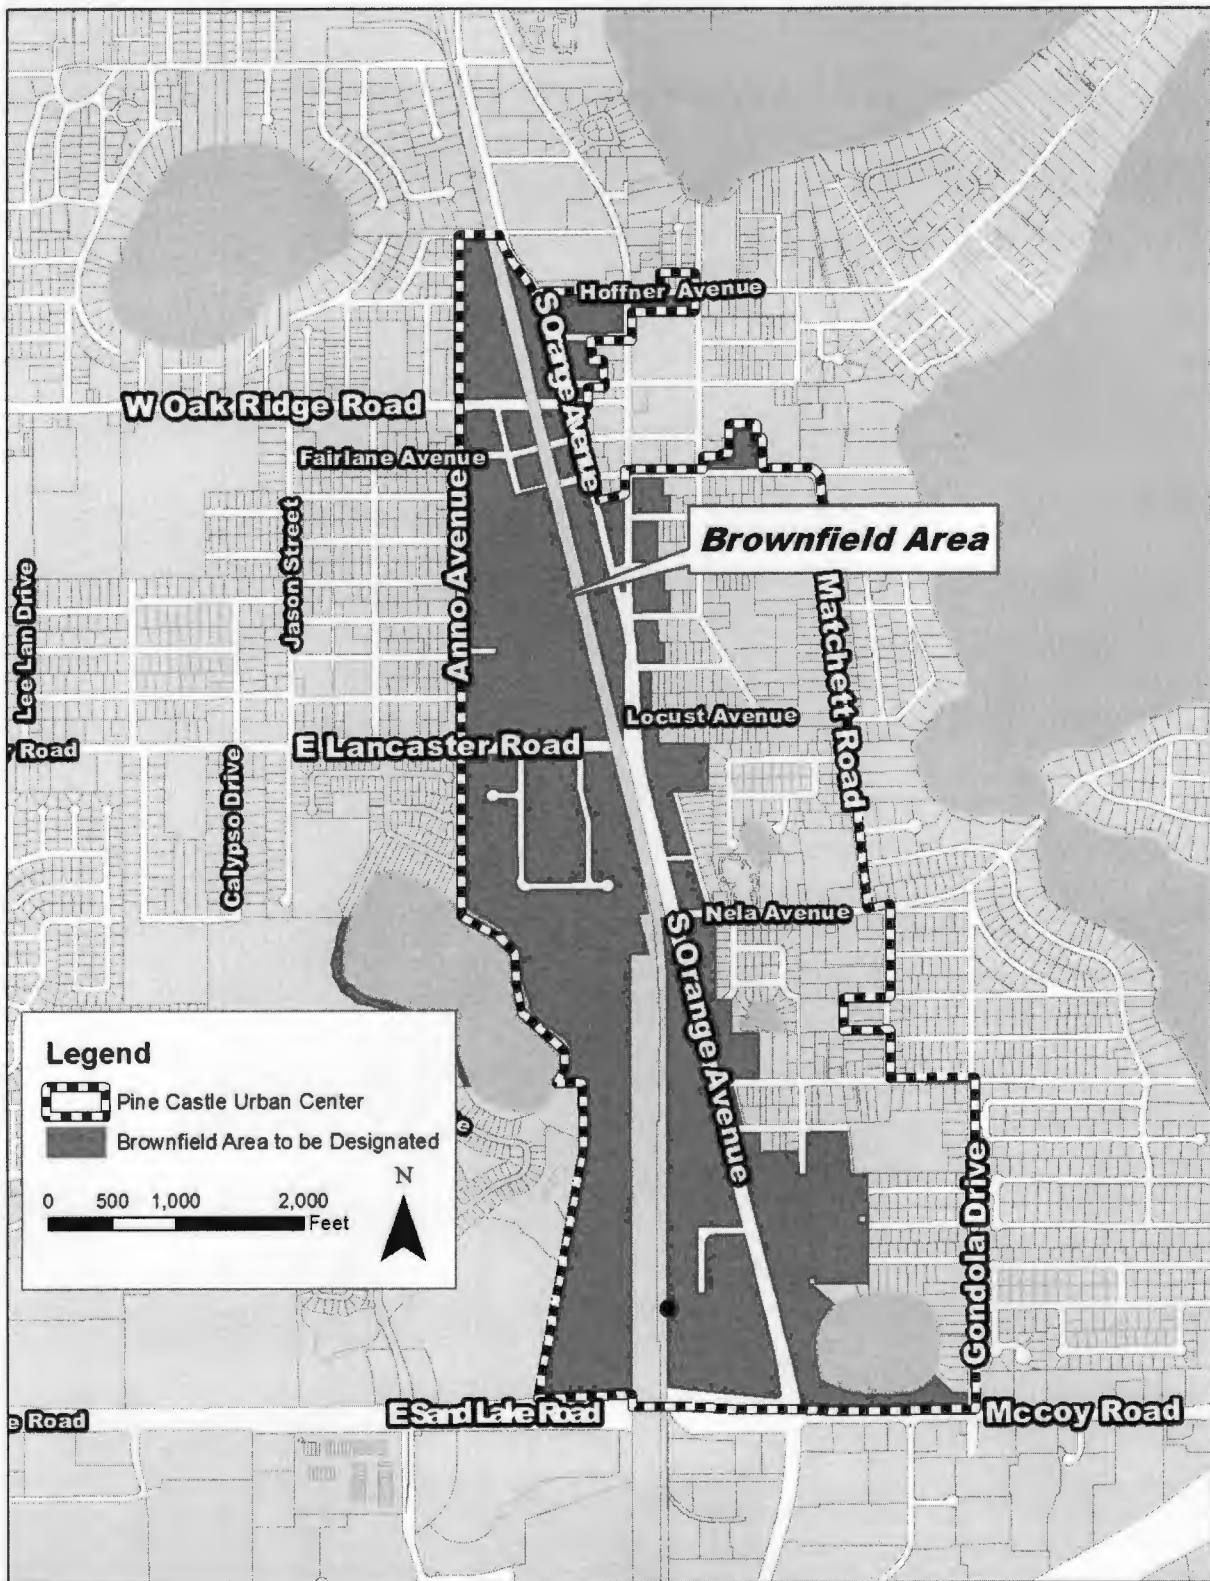 Hoffner Avenue
S Orange Avenue
W Oak Ridge Road
Fairlane Avenue
Anno Avenue
Jason Street
Brownfield Area
Lee Lan Drive
Matchett Road
Locust Avenue
E Lancaster Road
r Road
Calypso Drive
Nela Avenue
S Orange Avenue
Legend
Pine Castle Urban Center
Brownfield Area to be Designated
e
N
0 500 1,000 2,000
Feet
Gondola Drive
E Sand Lake Road
Mccoy Road
e Road